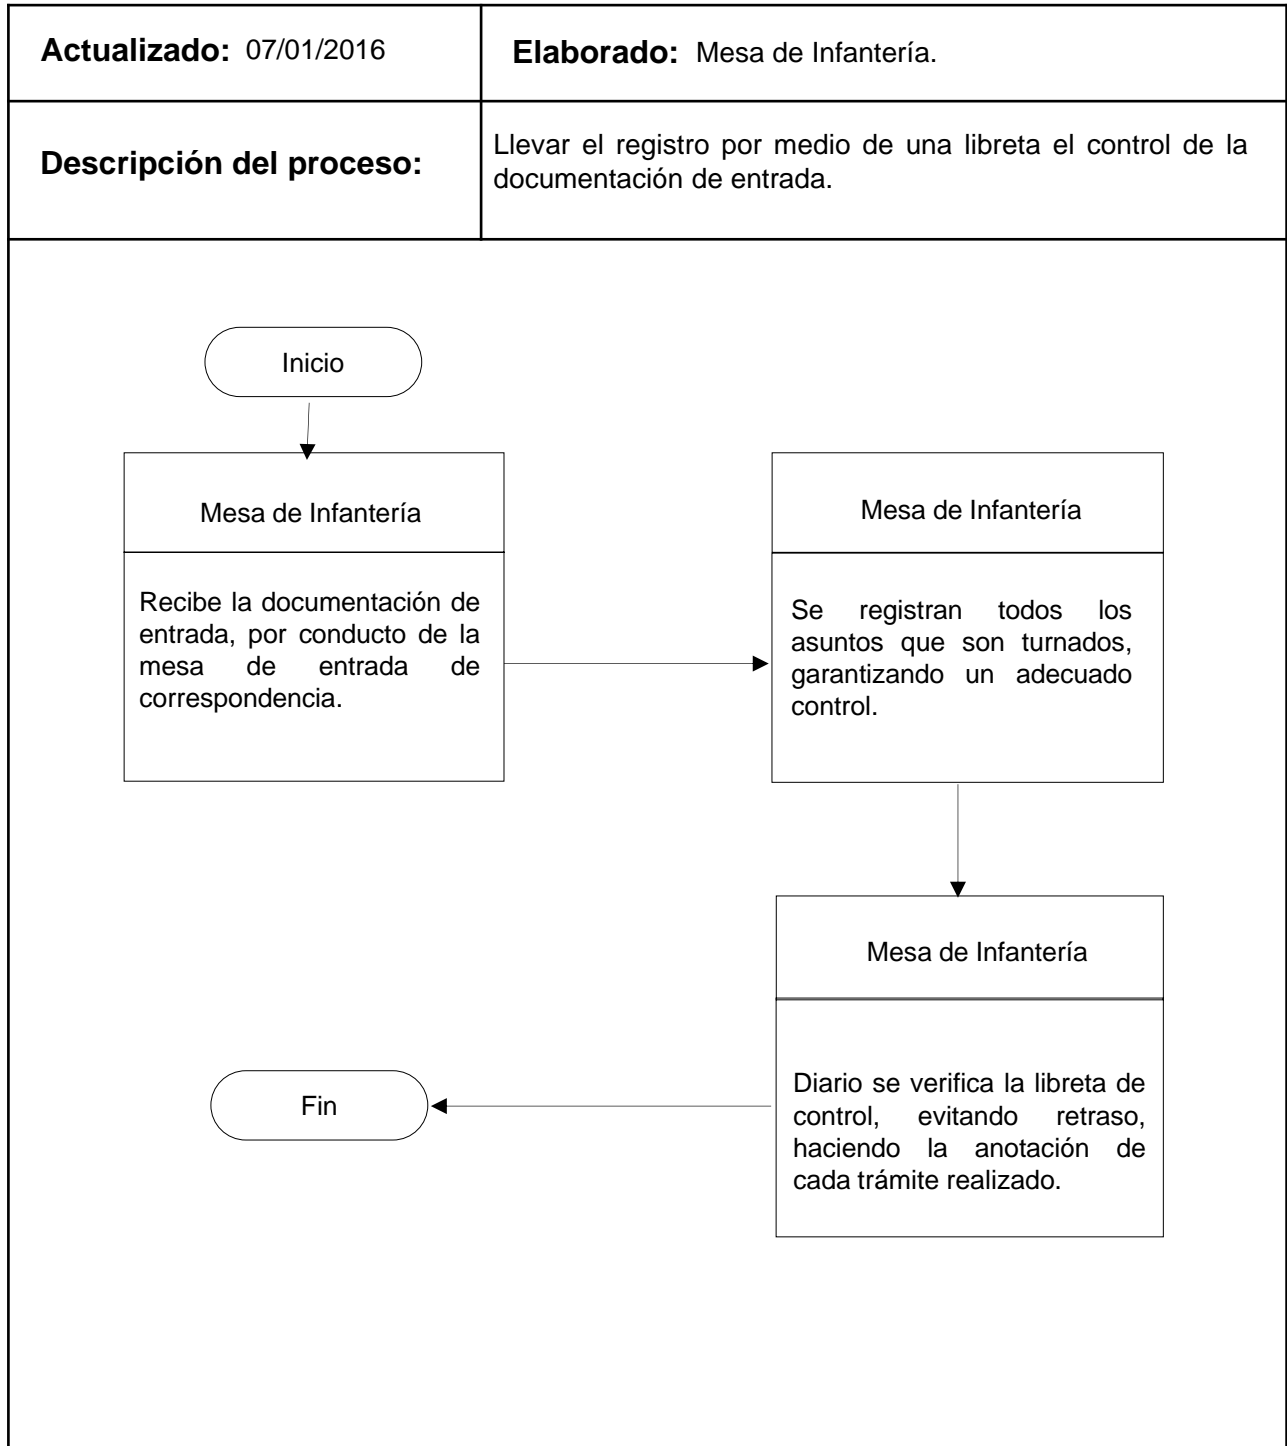 Actualizado: 07/01/2016
Elaborado: Mesa de Infantería.
Descripción del proceso:
Llevar el registro por medio de una libreta el control de la
documentación de entrada.
Inicio
Mesa de Infantería
Recibe la documentación de
entrada, por conducto de la
mesa de entrada de
correspondencia.
Mesa de Infantería
Se registran todos los
asuntos que son turnados,
garantizando un adecuado
control.
Mesa de Infantería
Diario se verifica la libreta de
control, evitando retraso,
haciendo la anotación de
cada trámite realizado.
Fin